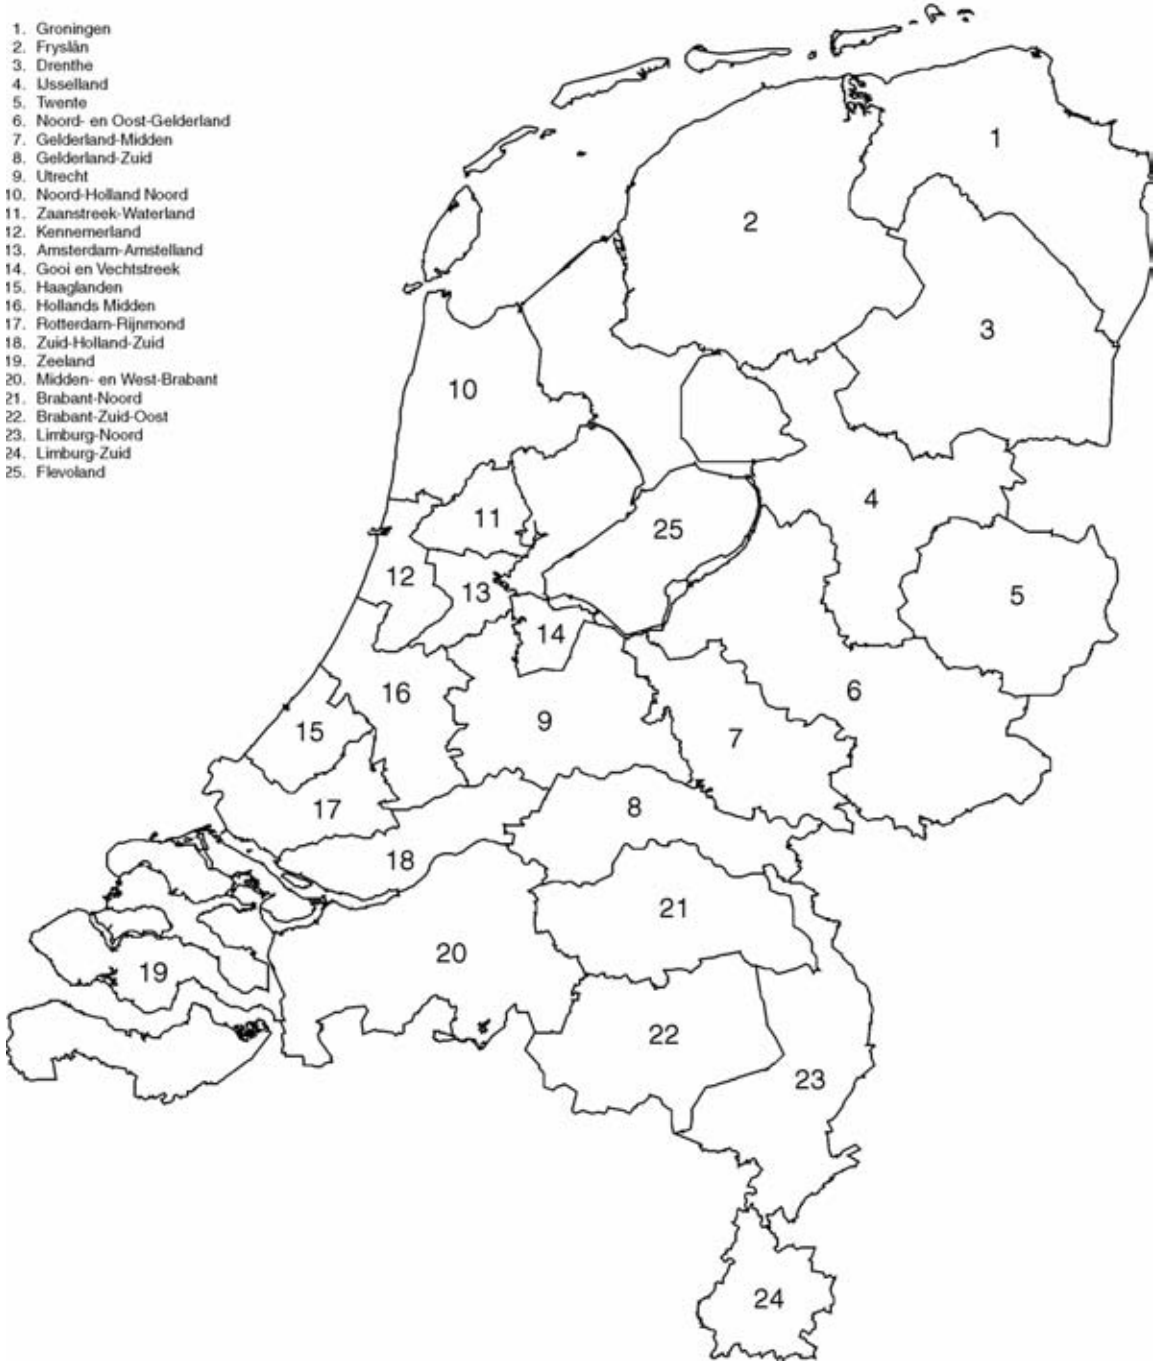 1. Groningen
2. Fryslân
3. Drenthe
4. IJsselland
5. Twente
6. Noord- en Oost-Gelderland
7. Gelderland-Midden
8. Gelderland-Zuid
9. Utrecht
10. Noord-Holland Noord
11. Zaanstreek-Waterland
12. Kennemerland
13. Amsterdam-Amstelland
14. Gooi en Vechtstreek
15. Haaglanden
16. Hollands Midden
17. Rotterdam-Rijnmond
18. Zuid-Holland-Zuid
19. Zeeland
20. Midden- en West-Brabant
21. Brabant-Noord
22. Brabant-Zuid-Oost
23. Limburg-Noord
24. Limburg-Zuid
25. Flevoland
1
2
3
10
4
11
25
12
13
5
14
16
6
9
15
7
17
8
18
21
20
19
22
23
24